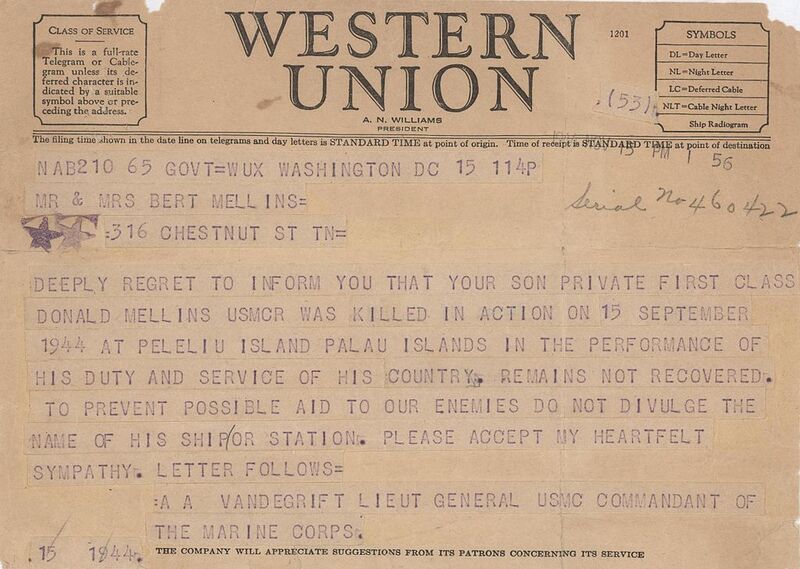 CLASS OF SERVICE
This is a full-rate
Telegram or Cable-
gram unless its de-
ferred character is in-
dicated by a suitable
symbol above or pre-
ceding the address.
WESTERN
UNION
A. N. WILLIAMS
PRESIDENT
1201
SYMBOLS
DL=Day Letter
NL=Night Letter
LC=Deferred Cable
NLT=Cable Night Letter
Ship Radiogram
(53).
The filing time shown in the date line on telegrams and day letters is STANDARD TIME at point of origin. Time of receipt is STANDARD TIME at point of destination
NOV 15 PM 1 56
NAB210 65 GOVT=WUX WASHINGTON DC 15 114P
MR & MRS BERT MELLINS=
Serial No 460422
:316 CHESTNUT ST TN=
DEEPLY REGRET TO INFORM YOU THAT YOUR SON PRIVATE FIRST CLASS
DONALD MELLINS USMCR WAS KILLED IN ACTION ON 15 SEPTEMBER
1944 AT PELELIU ISLAND PALAU ISLANDS IN THE PERFORMANCE OF
HIS DUTY AND SERVICE OF HIS COUNTRY. REMAINS NOT RECOVERED.
TO PREVENT POSSIBLE AID TO OUR ENEMIES DO NOT DIVULGE THE
NAME OF HIS SHIP/OR STATION. PLEASE ACCEPT MY HEARTFELT
SYMPATHY. LETTER FOLLOWS=
:A A VANDEGRIFT LIEUT GENERAL USMC COMMANDANT OF
THE MARINE CORPS.
.15 1944.
THE COMPANY WILL APPRECIATE SUGGESTIONS FROM ITS PATRONS CONCERNING ITS SERVICE